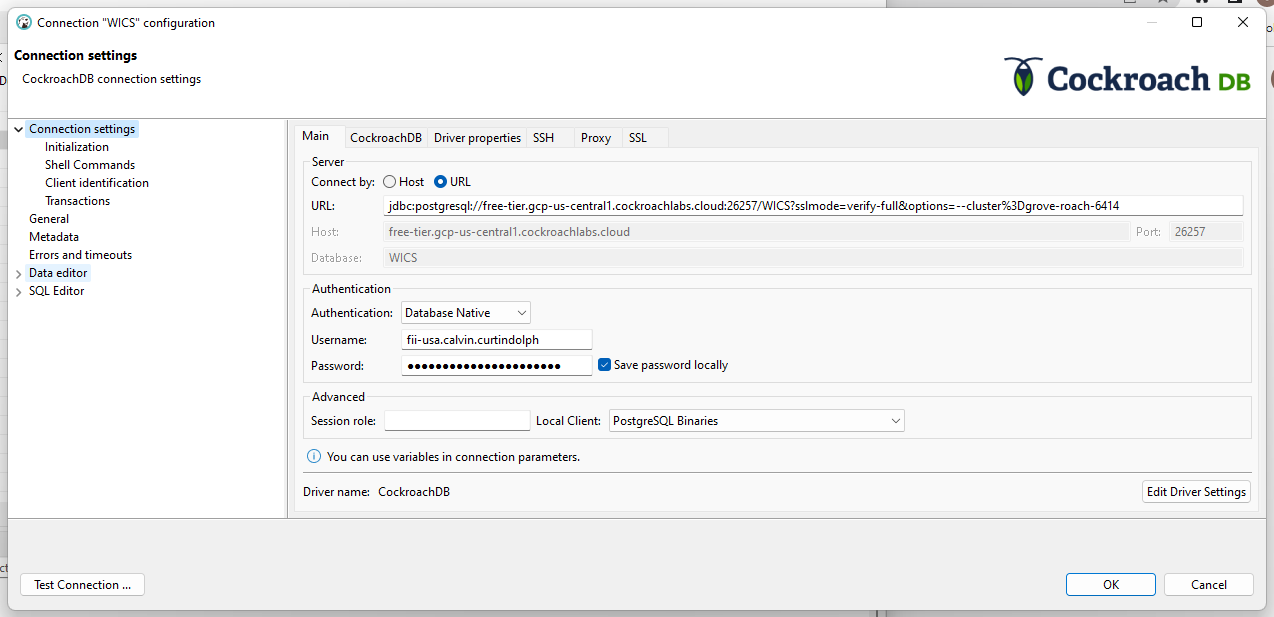 Connection "WICS" configuration
Connection settings
CockroachDB connection settings
Cockroach DB
Connection settings
Initialization
Shell Commands
Client identification
Transactions
General
Metadata
Errors and timeouts
Data editor
SQL Editor
Main CockroachDB Driver properties SSH Proxy SSL
Server
Connect by: Host URL
URL: jdbc:postgresql://free-tier.gcp-us-central1.cockroachlabs.cloud:26257/WICS?sslmode=verify-full&options=--cluster%3Dgrove-roach-6414
Host: free-tier.gcp-us-central1.cockroachlabs.cloud Port: 26257
Database: WICS
Authentication
Authentication: Database Native
Username: fii-usa.calvin.curtindolph
Password: ●●●●●●●●●●●●●●●●●●●●●● Save password locally
Advanced
Session role: Local Client: PostgreSQL Binaries
You can use variables in connection parameters.
Driver name: CockroachDB Edit Driver Settings
Test Connection ... OK Cancel